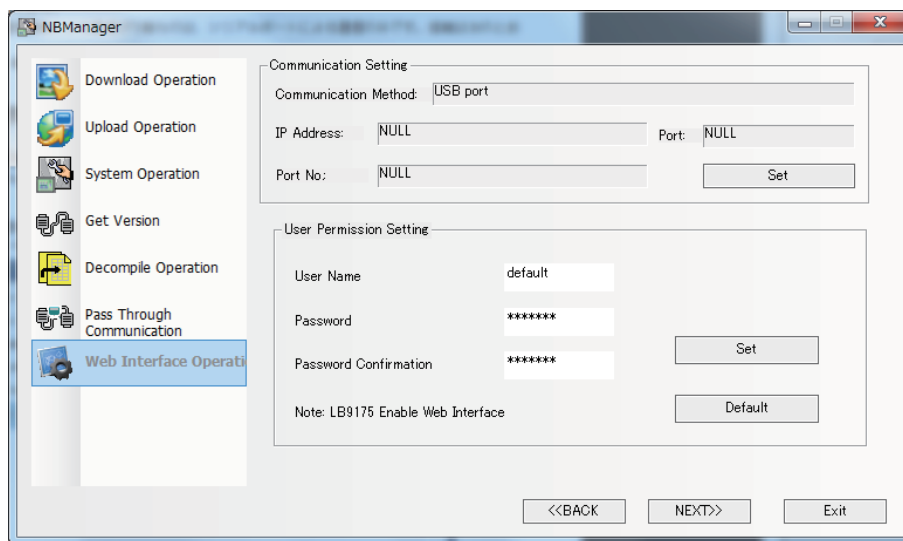 NBManager
Download Operation
Upload Operation
System Operation
Get Version
Decompile Operation
Pass Through
Communication
Web Interface Operati
Communication Setting
Communication Method: USB port
IP Address: NULL Port: NULL
Port No: NULL Set
User Permission Setting
User Name default
Password *******
Password Confirmation *******
Set
Note: LB9175 Enable Web Interface Default
<<BACK NEXT>> Exit